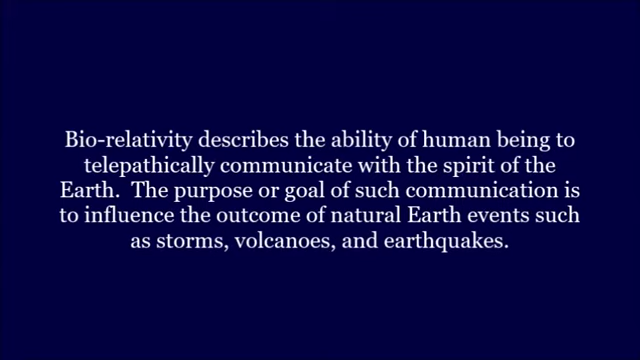 Bio-relativity describes the ability of human being to
telepathically communicate with the spirit of the
Earth.  The purpose or goal of such communication is
to influence the outcome of natural Earth events such
as storms, volcanoes, and earthquakes.